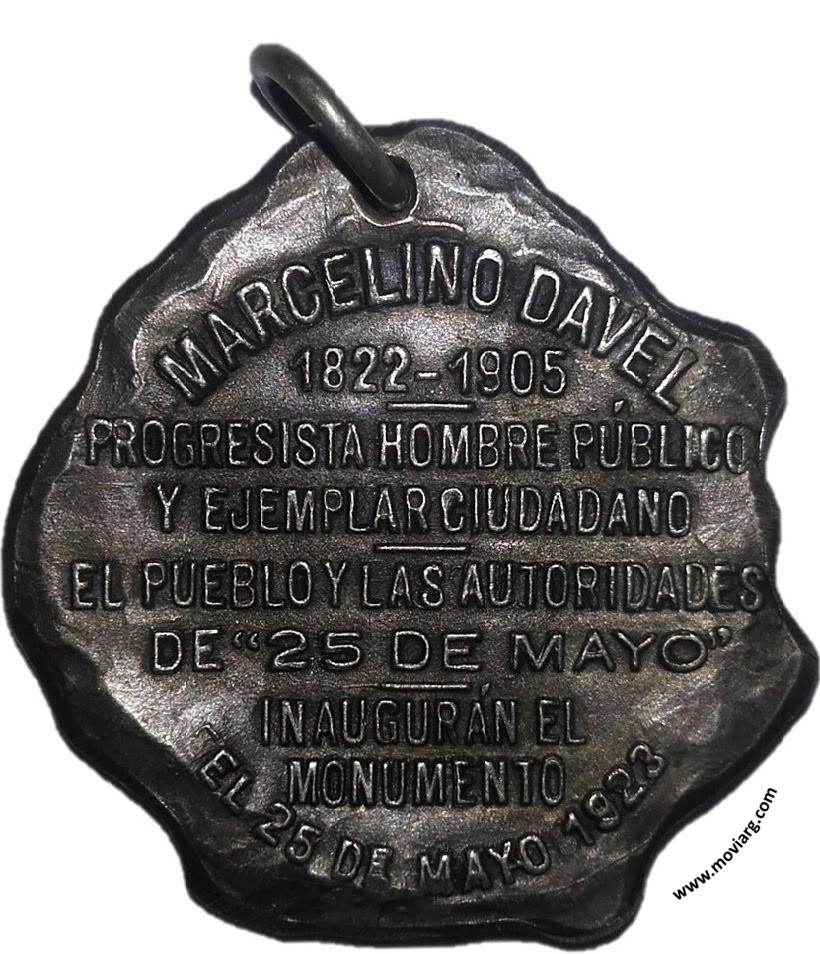 MARCELINO DAVEL
1822-1905
PROGRESISTA HOMBRE PÚBLICO
Y EJEMPLAR CIUDADANO
EL PUEBLO Y LAS AUTORIDADES
DE "25 DE MAYO"
INAUGURÁN EL
MONUMENTO
EL 25 DE MAYO 1923
www.moviarg.com